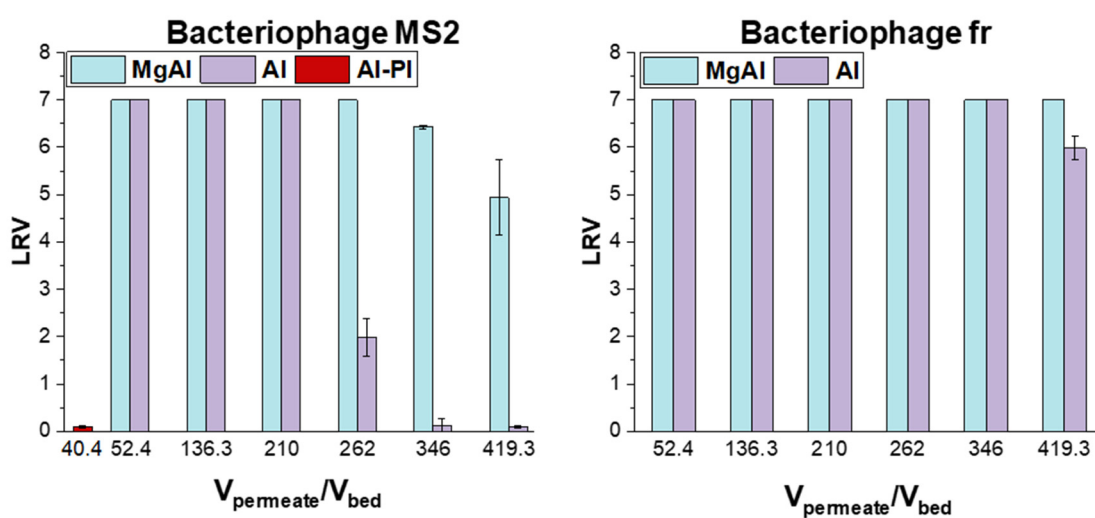 Bacteriophage MS2
MgAl Al Al-PI
8
7
6
5
4
3
2
1
0
LRV
40.4 52.4 136.3 210 262 346 419.3
Vpermeate/Vbed
Bacteriophage fr
MgAl Al
8
7
6
5
4
3
2
1
0
LRV
52.4 136.3 210 262 346 419.3
Vpermeate/Vbed